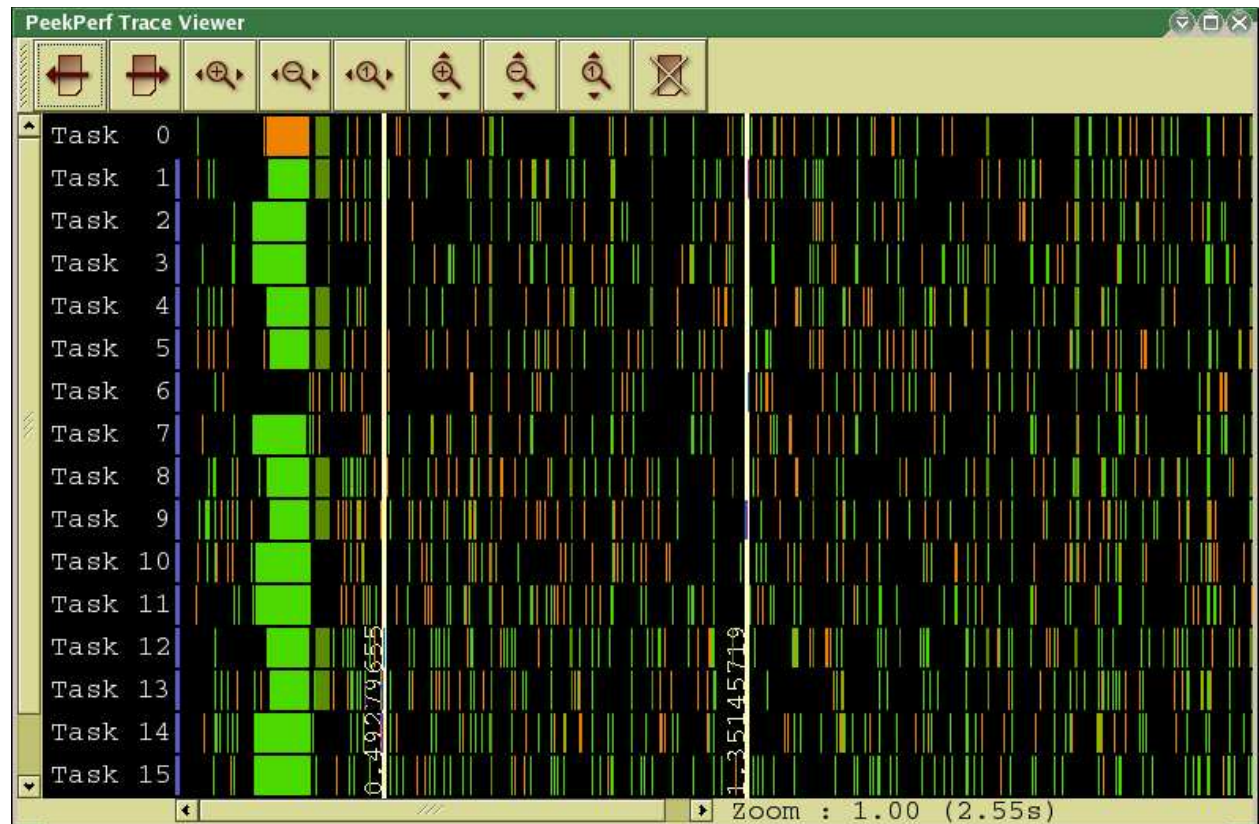 PeekPerf Trace Viewer
1
1
Task 0
Task 1
Task 2
Task 3
Task 4
Task 5
Task 6
Task 7
Task 8
Task 9
Task 10
Task 11
Task 12
Task 13
Task 14
Task 15
0.49279655
1.35145719
Zoom : 1.00 (2.55s)